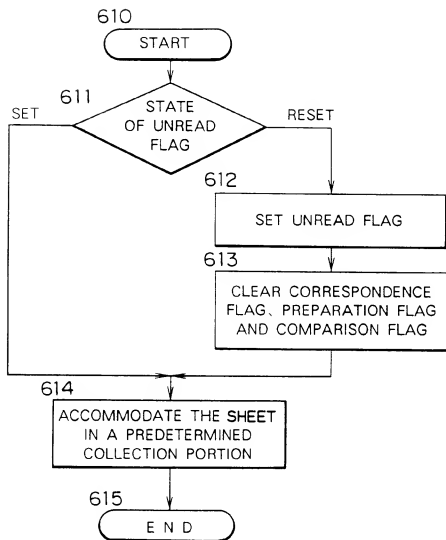 610
START
611
SET
STATE
OF UNREAD
FLAG
RESET
612
SET UNREAD FLAG
613
CLEAR CORRESPONDENCE
FLAG、PREPARATION FLAG
AND COMPARISON FLAG
614
ACCOMMODATE THE SHEET
IN A PREDETERMINED
COLLECTION PORTION
615
END